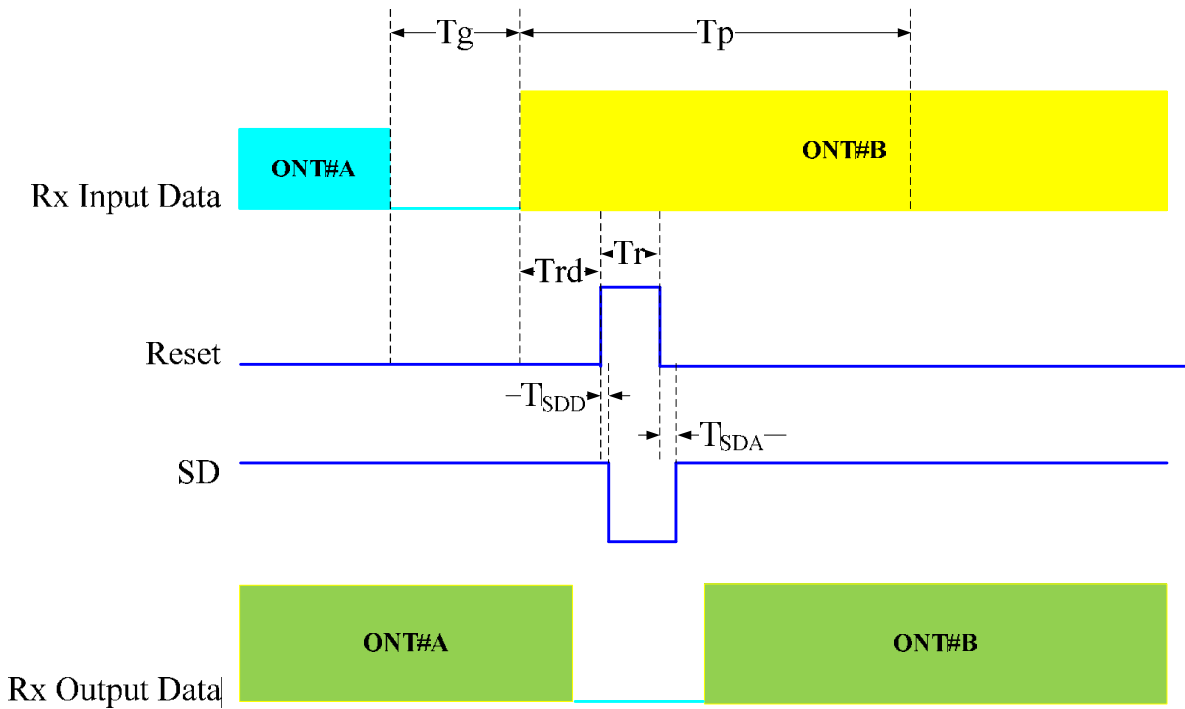 Tg
Tp
ONT#A
ONT#B
Rx Input Data
Trd
Tr
Reset
TSDD
TSDA
SD
ONT#A
ONT#B
Rx Output Data